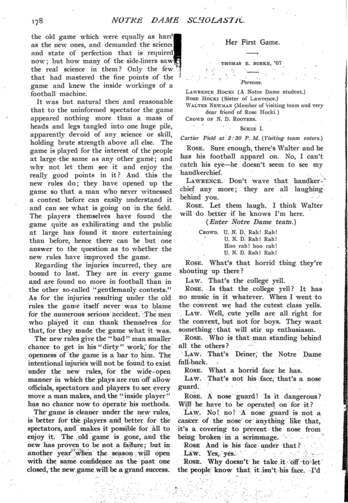 178 NOTRE DAME SCHOLASTIC.
the old game which were equally as hard
as the new ones, and demanded the science
and state of perfection that is required
now; but how many of the side-liners saw
the real science in them? Only the few
that had mastered the fine points of the
game and knew the inside workings of a
football machine.
It was but natural then and reasonable
that to the uninformed spectator the game
appeared nothing more than a mass of
heads and legs tangled into one huge pile,
apparently devoid of any science or skill,
holding brute strength above all else. The
game is played for the interest of the people
at large the same as any other game; and
why not let them see it and enjoy the
really good points in it? And this the
new rules do; they have opened up the
game so that a man who never witnessed
a contest before can easily understand it
and can see what is going on in the field.
The players themselves have found the
game quite as exhilirating and the public
at large has found it more entertaining
than before, hence there can be but one
answer to the question as to whether the
new rules have improved the game.
Regarding the injuries incurred, they are
bound to last. They are in every game
and are found no more in football than in
the other so-called "gentlemanly contests."
As for the injuries resulting under the old
rules the game itself never was to blame
for the numerous serious accident. The men
who played it can thank themselves for
that, for they made the game what it was.
The new rules give the "bad" man smaller
chance to get in his "dirty" work, for the
openness of the game is a bar to him. The
intentional injuries will not be found to exist
under the new rules, for the wide-open
manner in which the plays are run off allow
officials, spectators and players to see every
move a man makes, and the "inside player"
has no chance now to operate his methods.
The game is cleaner under the new rules,
is better for the players and better for the
spectators, and makes it possible for all to
enjoy it. The old game is gone, and the
new has proven to be not a failure; but in
another year when the season will open
with the same confidence as the past one
closed, the new game will be a grand success.
Her First Game.
THOMAS E. BURKE, '07
Persons.
LAWRENCE HOCKS (A Notre Dame student.)
ROSE HOCKS (Sister of Lawrence.)
WALTER NEWMAN (Member of visiting team and very
dear friend of Rose Hocks.)
CROWD OF N. D. ROOTERS.
SCENE I.
Cartier Field at 2:30 P. M. (Visiting team enters.)
ROSE. Sure enough, there's Walter and he
has his football apparel on. No, I can't
catch his eye—he doesn't seem to see my
handkerchief.
LAWRENCE. Don't wave that handker-
chief any more; they are all laughing
behind you.
ROSE. Let them laugh. I think Walter
will do better if he knows I'm here.
(Enter Notre Dame team.)
CROWD. U. N. D. Rah! Rah!
U. N. D. Rah! Rah!
Hoo rah! hoo rah!
U. N. D. Rah! Rah!
ROSE. What's that horrid thing they're
shouting up there?
LAW. That's the college yell.
ROSE. Is that the college yell? It has
no music in it whatever. When I went to
the convent we had the cutest class yells.
LAW. Well, cute yells are all right for
the convent, but not for boys. They want
something that will stir up enthusiasm.
ROSE. Who is that man standing behind
all the others?
LAW. That's Deiner, the Notre Dame
full-back.
ROSE. What a horrid face he has.
LAW. That's not his face, that's a nose
guard.
ROSE. A nose guard! Is it dangerous?
Will he have to be operated on for it?
LAW. No! no! A nose guard is not a
cancer of the nose or anything like that,
it's a covering to prevent the nose from
being broken in a scrimmage.
ROSE And is his face under that?
LAW. Yes, yes.
ROSE. Why doesn't he take it off to let
the people know that it isn't his face. I'd